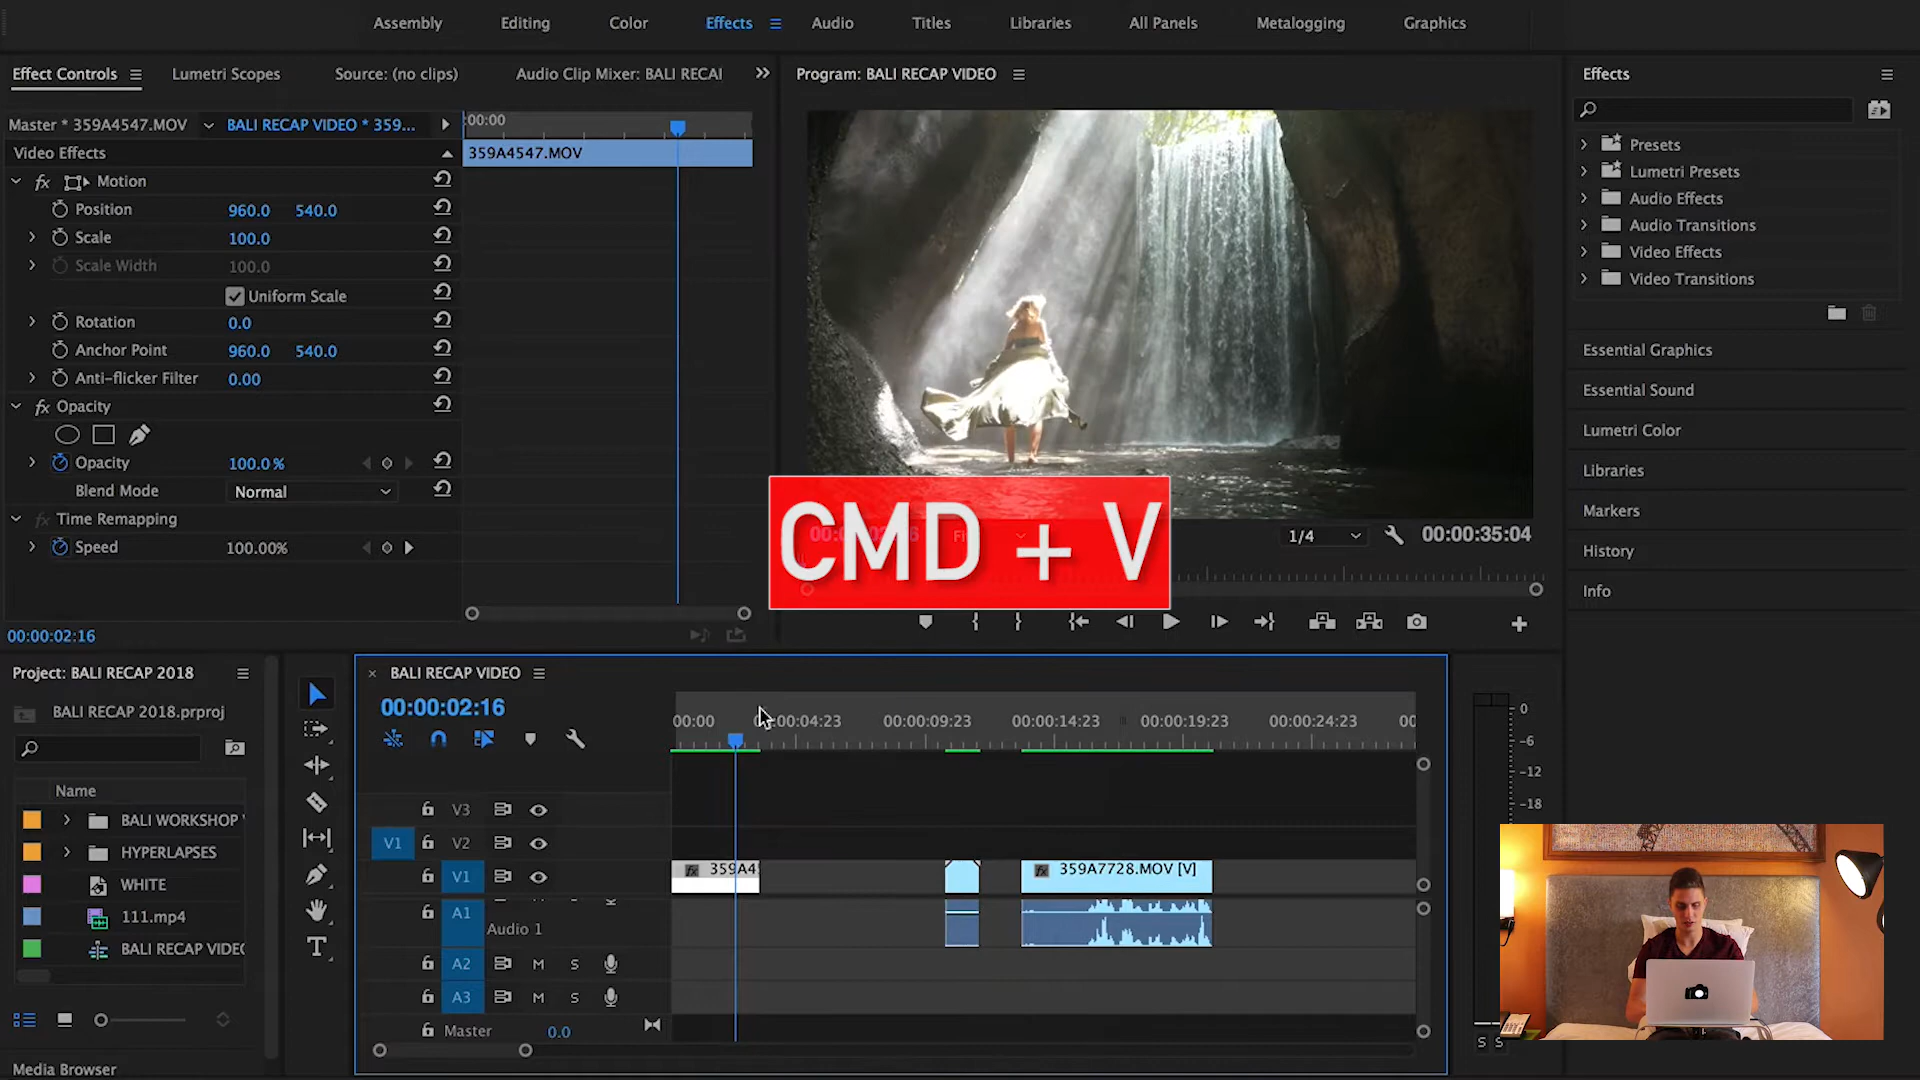 Assembly
Editing
Color
Effects
Audio
Titles
Libraries
All Panels
Metalogging
Graphics
Effect Controls
Lumetri Scopes
Source: (no clips)
Audio Clip Mixer: BALI RECAI
Program: BALI RECAP VIDEO
Effects
Master * 359A4547.MOV
BALI RECAP VIDEO * 359...
:00:00
Video Effects
359A4547.MOV
fx Motion
Position 960.0 540.0
Scale 100.0
Scale Width 100.0
Uniform Scale
Rotation 0.0
Anchor Point 960.0 540.0
Anti-flicker Filter 0.00
fx Opacity
Opacity 100.0 %
Blend Mode Normal
fx Time Remapping
Speed 100.00%
00:00:02:16
CMD + V
1/4
00:00:35:04
Presets
Lumetri Presets
Audio Effects
Audio Transitions
Video Effects
Video Transitions
Essential Graphics
Essential Sound
Lumetri Color
Libraries
Markers
History
Info
Project: BALI RECAP 2018
BALI RECAP 2018.prproj
Name
BALI WORKSHOP
HYPERLAPSES
WHITE
111.mp4
BALI RECAP VIDEO
Media Browser
T
× BALI RECAP VIDEO
00:00:02:16
00:00
00:04:23
00:00:09:23
00:00:14:23
00:00:19:23
00:00:24:23
00
V3
V1 V2
V1
fx 359A4
fx 359A7728.MOV [V]
A1
Audio 1
A2 M S
A3 M S
Master 0.0
0
-6
-12
-18
S S